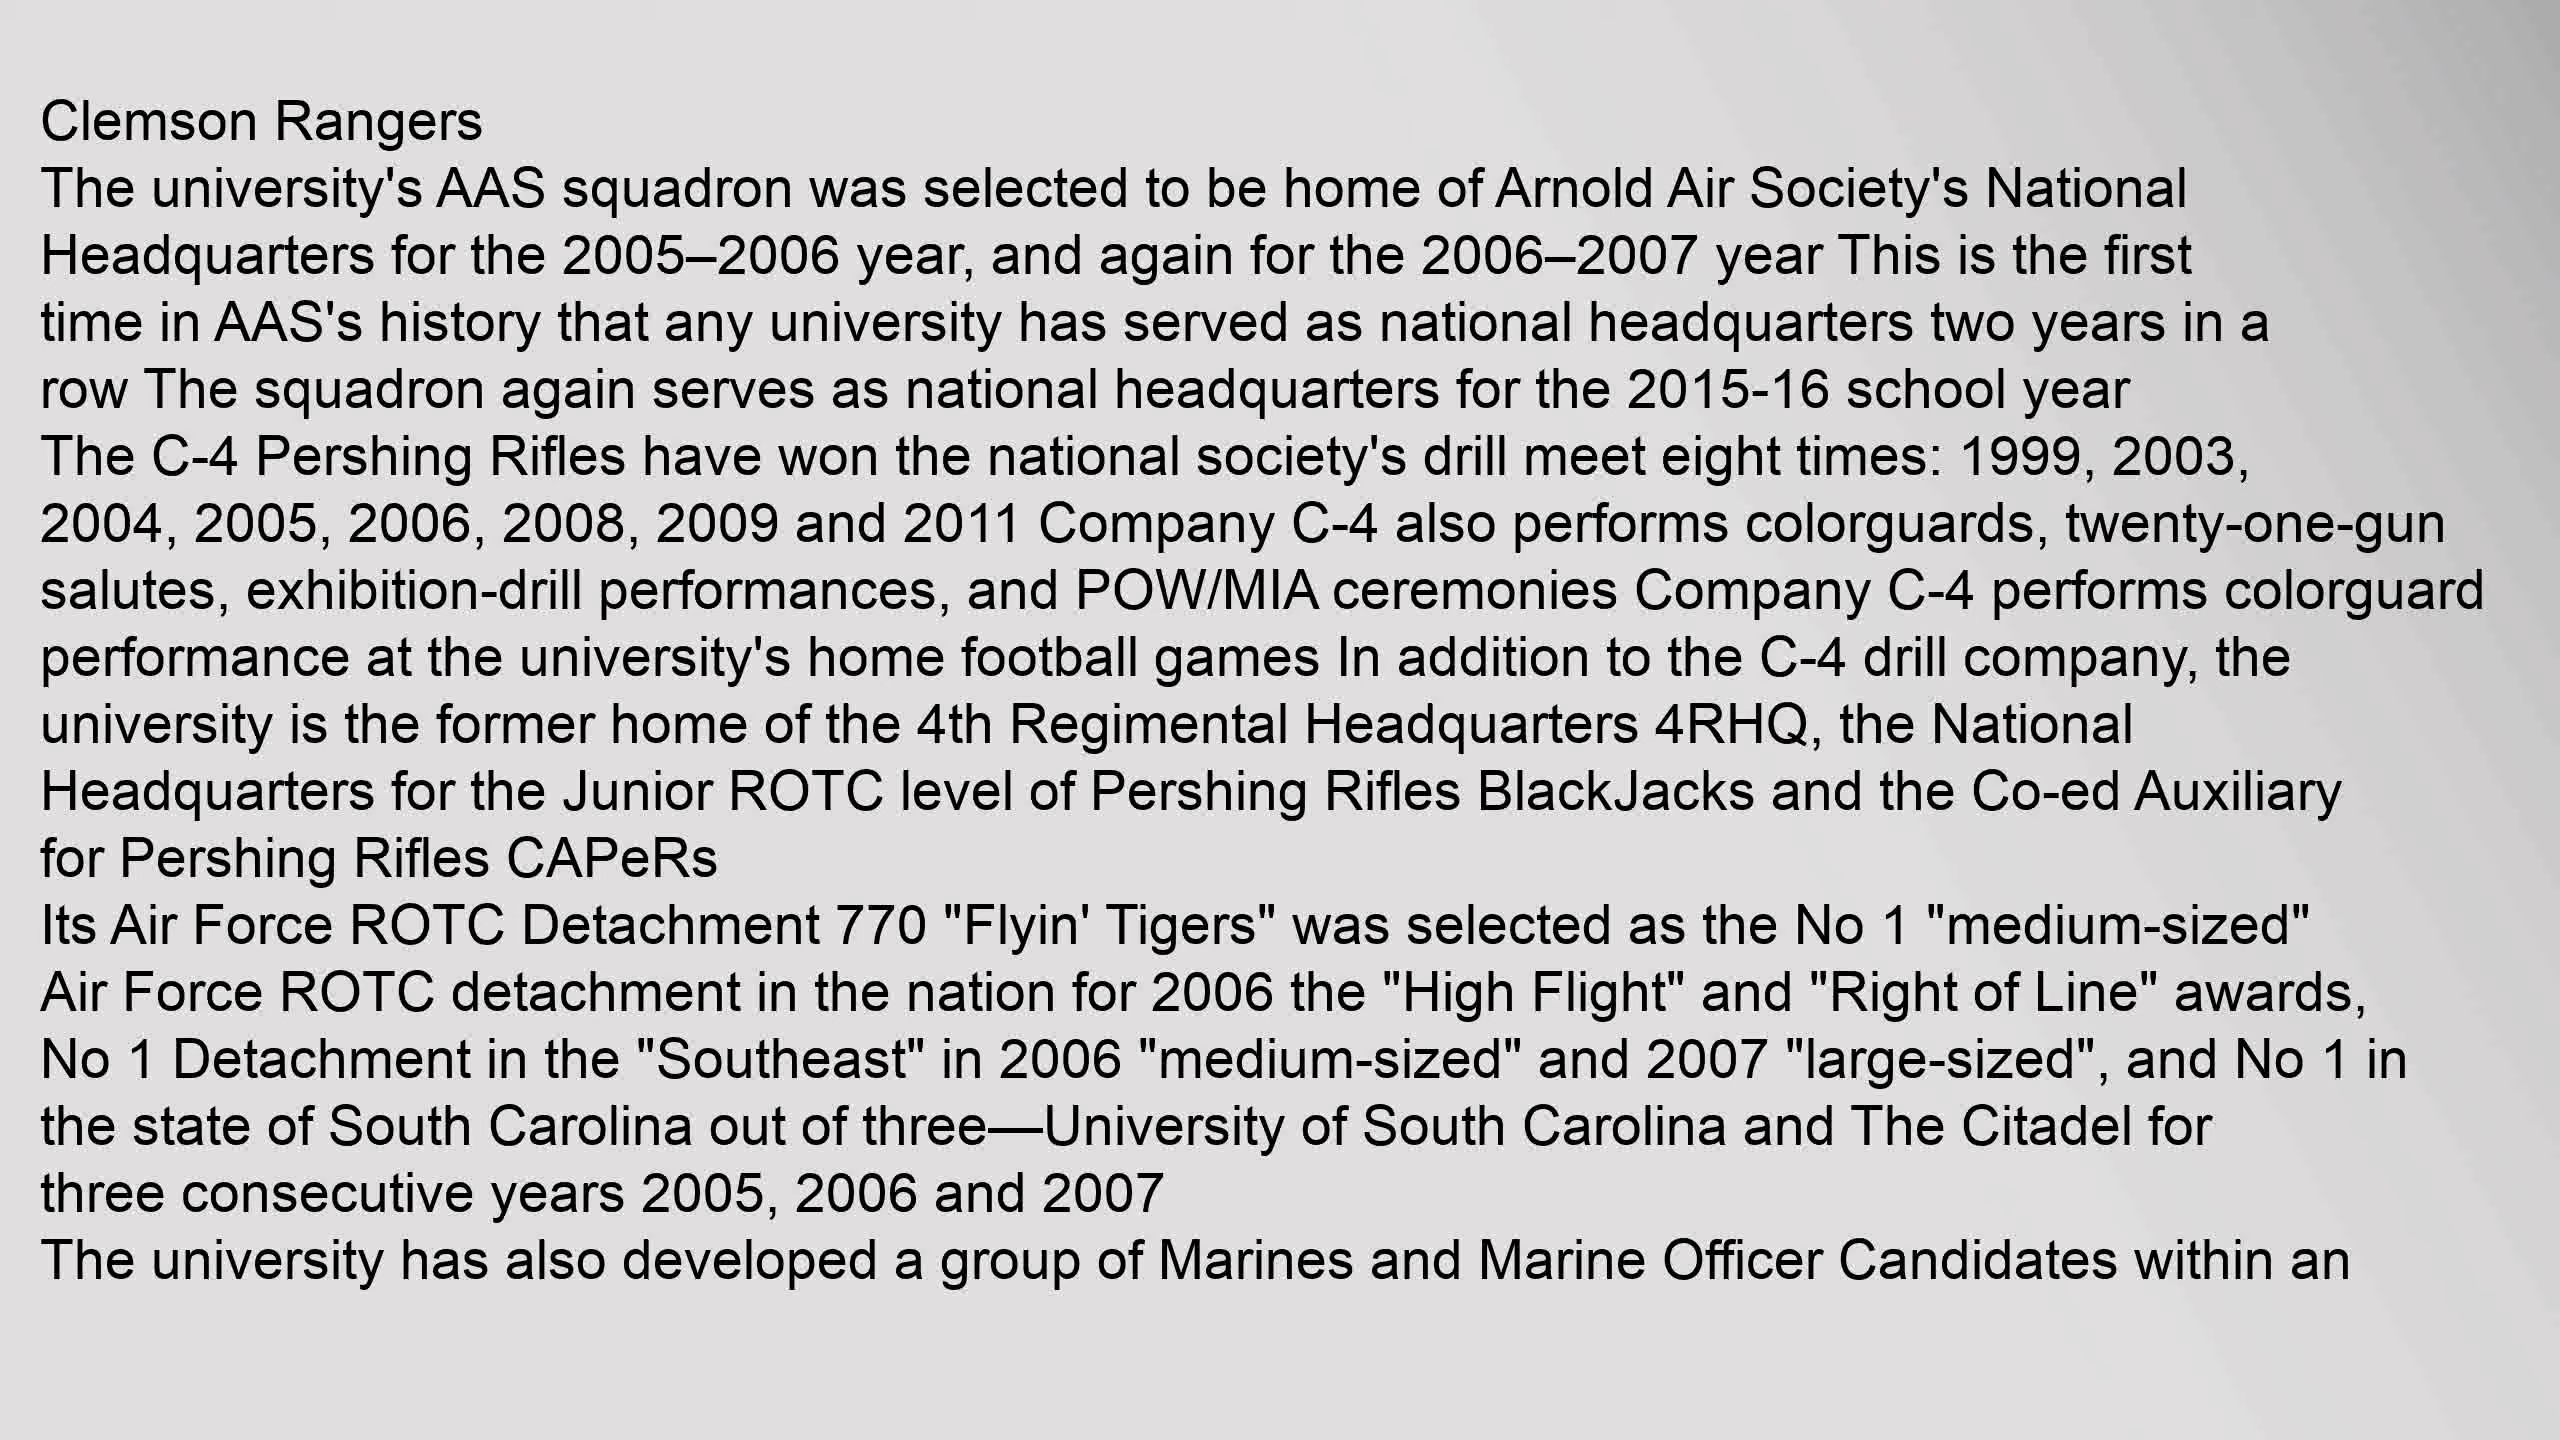 Clemson Rangers
The university's AAS squadron was selected to be home of Arnold Air Society's National
Headquarters for the 2005–2006 year, and again for the 2006–2007 year This is the first
time in AAS's history that any university has served as national headquarters two years in a
row The squadron again serves as national headquarters for the 2015-16 school year
The C-4 Pershing Rifles have won the national society's drill meet eight times: 1999, 2003,
2004, 2005, 2006, 2008, 2009 and 2011 Company C-4 also performs colorguards, twenty-one-gun
salutes, exhibition-drill performances, and POW/MIA ceremonies Company C-4 performs colorguard
performance at the university's home football games In addition to the C-4 drill company, the
university is the former home of the 4th Regimental Headquarters 4RHQ, the National
Headquarters for the Junior ROTC level of Pershing Rifles BlackJacks and the Co-ed Auxiliary
for Pershing Rifles CAPeRs
Its Air Force ROTC Detachment 770 "Flyin' Tigers" was selected as the No 1 "medium-sized"
Air Force ROTC detachment in the nation for 2006 the "High Flight" and "Right of Line" awards,
No 1 Detachment in the "Southeast" in 2006 "medium-sized" and 2007 "large-sized", and No 1 in
the state of South Carolina out of three—University of South Carolina and The Citadel for
three consecutive years 2005, 2006 and 2007
The university has also developed a group of Marines and Marine Officer Candidates within an